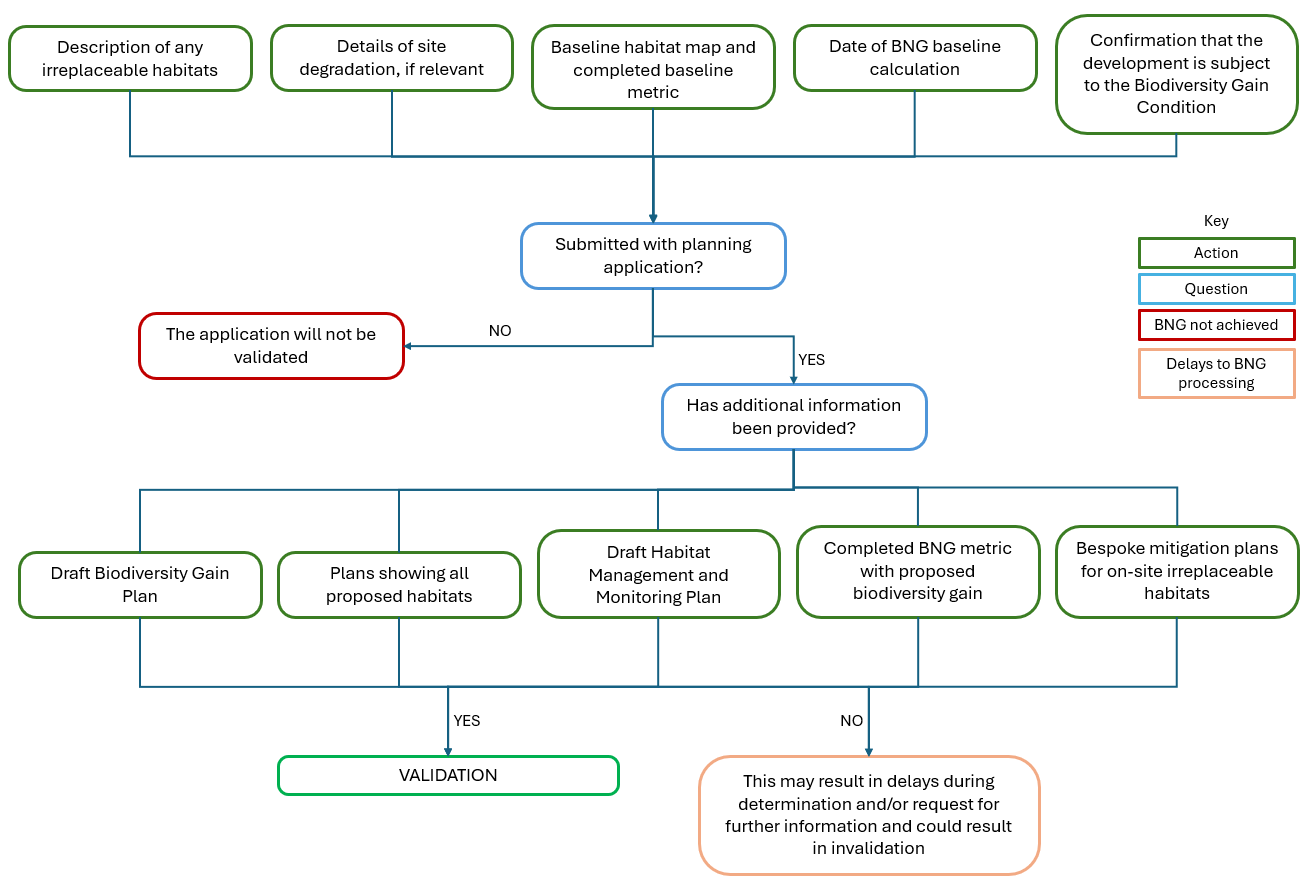 Description of any
irreplaceable habitats
Details of site
degradation, if relevant
Baseline habitat map and
completed baseline
metric
Date of BNG baseline
calculation
Confirmation that the
development is subject
to the Biodiversity Gain
Condition
Submitted with planning
application?
Key
Action
Question
BNG not achieved
Delays to BNG
processing
NO
The application will not be
validated
YES
Has additional information
been provided?
Draft Biodiversity Gain
Plan
Plans showing all
proposed habitats
Draft Habitat
Management and
Monitoring Plan
Completed BNG metric
with proposed
biodiversity gain
Bespoke mitigation plans
for on-site irreplaceable
habitats
YES
NO
VALIDATION
This may result in delays during
determination and/or request for
further information and could result
in invalidation